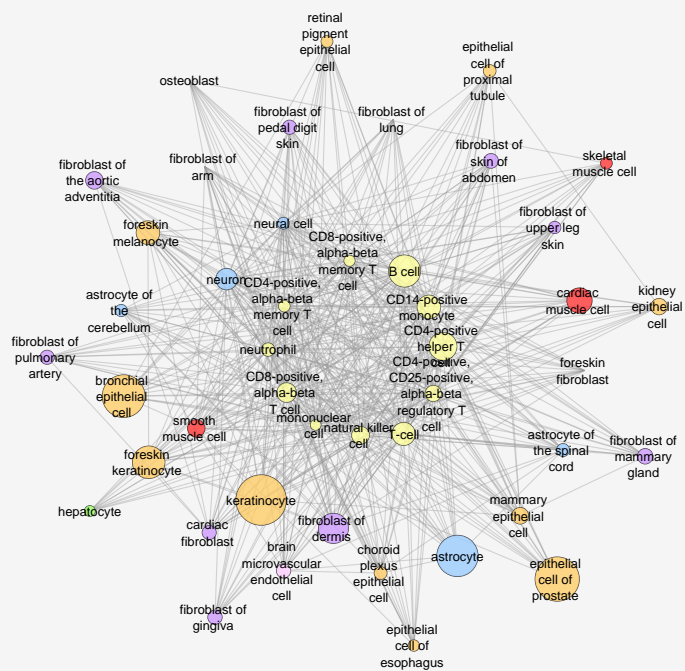 retinal
pigment
epithelial
cell
epithelial
cell of
proximal
tubule
osteoblast
fibroblast of
pedal digit
skin
fibroblast of
lung
fibroblast of
the aortic
adventitia
fibroblast of
arm
fibroblast of
skin of
abdomen
skeletal
muscle cell
foreskin
melanocyte
neural cell
CD8-positive,
alpha-beta
memory T
cell
fibroblast of
upper leg
skin
neuron
B cell
CD4-positive,
alpha-beta
memory T
cell
CD14-positive
monocyte
cardiac
muscle cell
kidney
epithelial
cell
astrocyte of
the
cerebellum
CD4-positive
helper T
cell
fibroblast of
pulmonary
artery
neutrophil
CD4-positive,
CD25-positive,
alpha-beta
regulatory T
cell
foreskin
fibroblast
bronchial
epithelial cell
CD8-positive,
alpha-beta
T cell
smooth
muscle cell
mononuclear
cell
natural killer
cell
T-cell
astrocyte of
the spinal
cord
fibroblast of
mammary
gland
foreskin
keratinocyte
keratinocyte
mammary
epithelial
cell
hepatocyte
cardiac
fibroblast
fibroblast of
dermis
brain
microvascular
endothelial
cell
choroid
plexus
epithelial
cell
astrocyte
epithelial
cell of
prostate
fibroblast of
gingiva
epithelial
cell of
esophagus